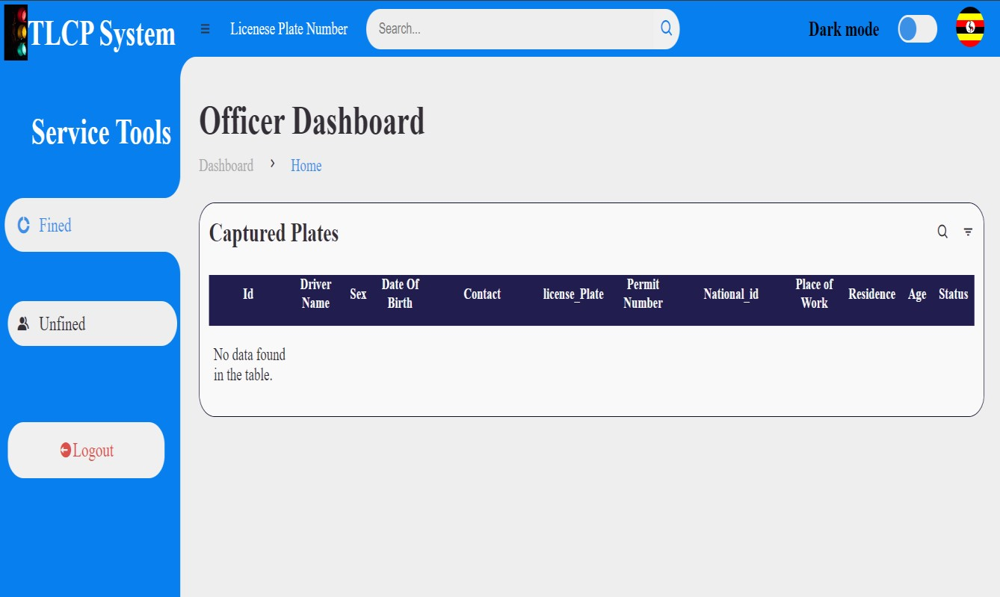 TLCP System
Licenese Plate Number
Search...
Dark mode
Service Tools
Officer Dashboard
Dashboard
Home
Fined
Captured Plates
Id
Driver
Name
Sex
Date Of
Birth
Contact
license_Plate
Permit
Number
National_id
Place of
Work
Residence
Age
Status
Unfined
No data found
in the table.
Logout